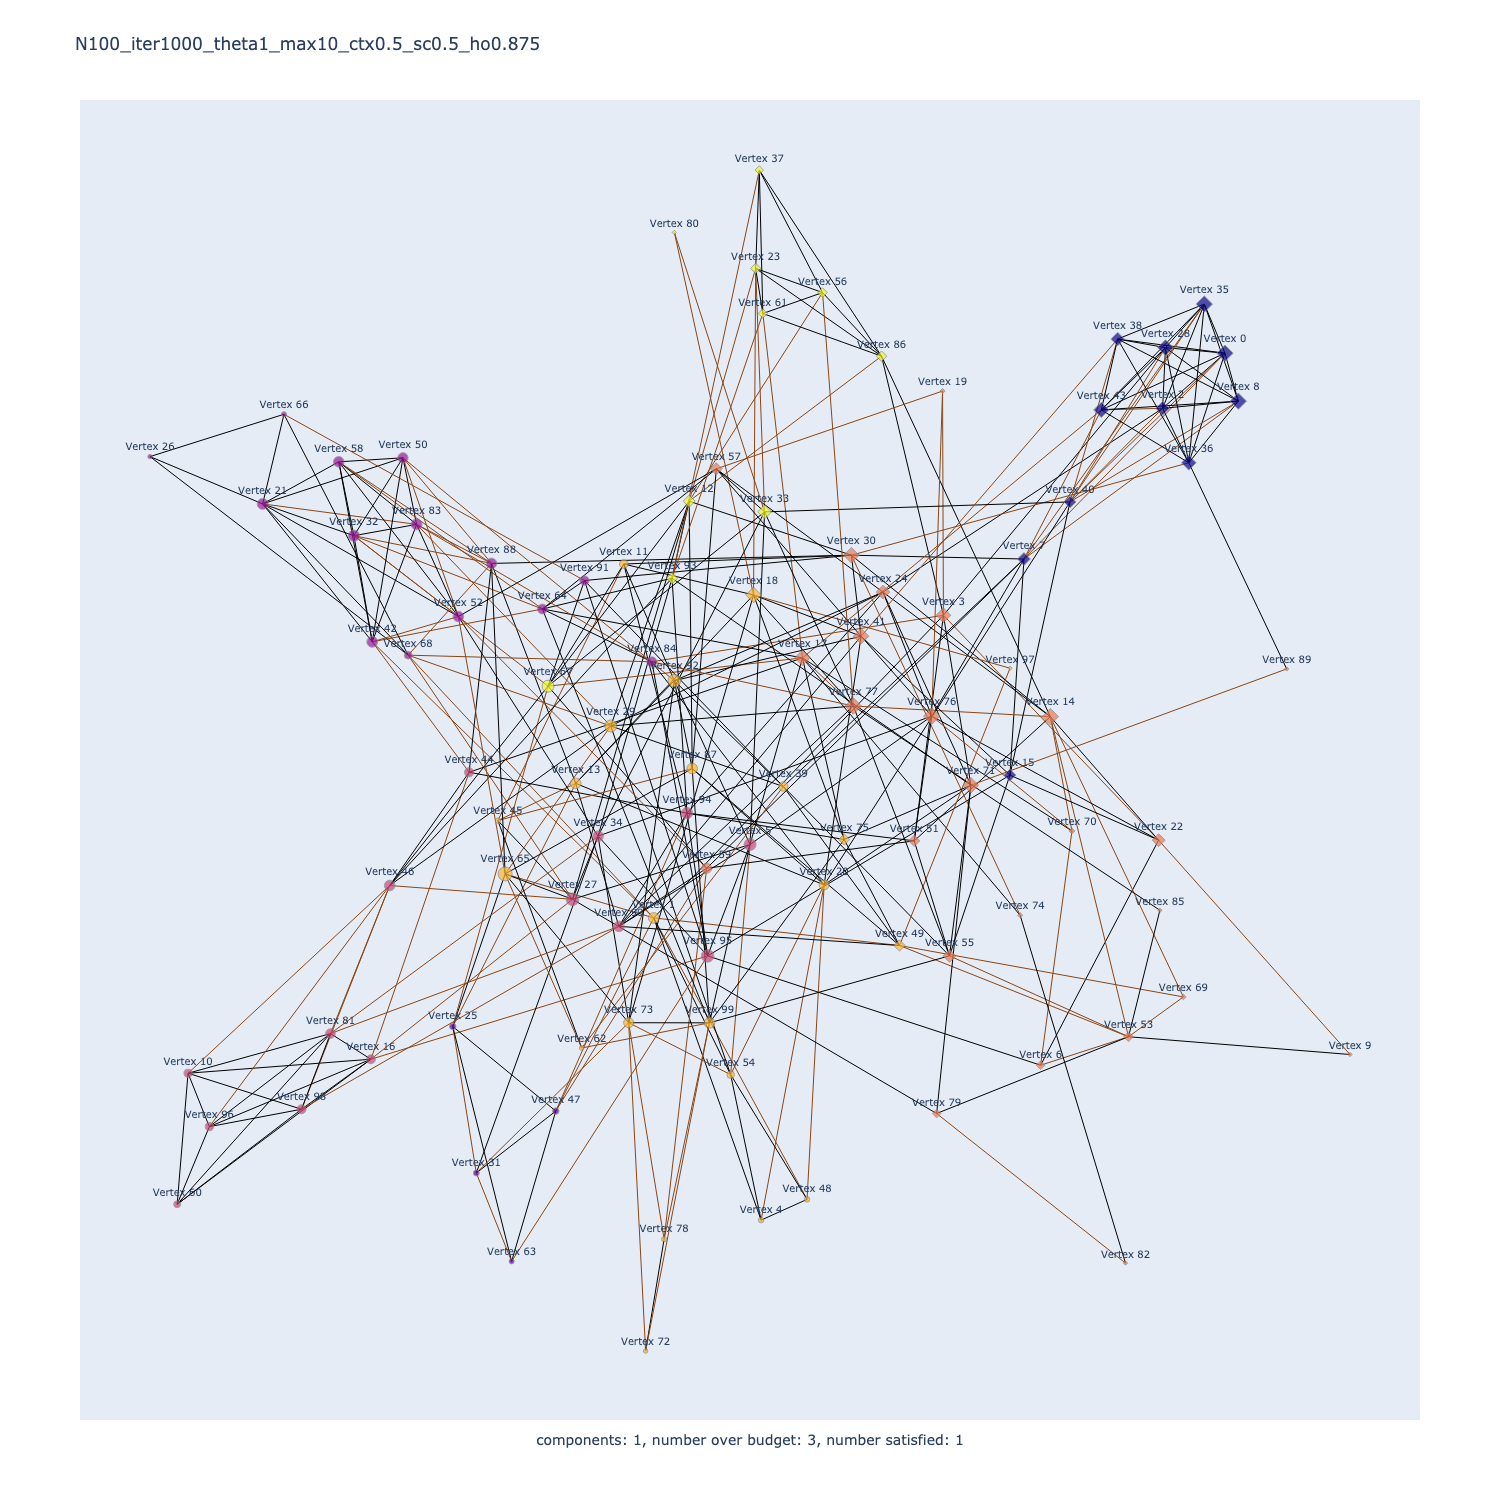 N100_iter1000_theta1_max10_ctx0.5_sc0.5_ho0.875
Vertex 37
Vertex 80
Vertex 23
Vertex 56
Vertex 35
Vertex 61
Vertex 38
Vertex 28
Vertex 0
Vertex 86
Vertex 19
Vertex 8
Vertex 43
Vertex 2
Vertex 66
Vertex 26
Vertex 58
Vertex 50
Vertex 57
Vertex 36
Vertex 21
Vertex 12
Vertex 33
Vertex 40
Vertex 32
Vertex 83
Vertex 88
Vertex 11
Vertex 91
Vertex 93
Vertex 30
Vertex 7
Vertex 18
Vertex 24
Vertex 52
Vertex 64
Vertex 3
Vertex 42
Vertex 68
Vertex 84
Vertex 41
Vertex 97
Vertex 89
Vertex 29
Vertex 77
Vertex 76
Vertex 14
Vertex 44
Vertex 13
Vertex 87
Vertex 39
Vertex 71
Vertex 15
Vertex 45
Vertex 34
Vertex 94
Vertex 5
Vertex 75
Vertex 51
Vertex 70
Vertex 22
Vertex 46
Vertex 65
Vertex 27
Vertex 59
Vertex 1
Vertex 74
Vertex 85
Vertex 95
Vertex 49
Vertex 55
Vertex 69
Vertex 81
Vertex 25
Vertex 73
Vertex 99
Vertex 53
Vertex 10
Vertex 16
Vertex 62
Vertex 54
Vertex 6
Vertex 9
Vertex 96
Vertex 47
Vertex 79
Vertex 31
Vertex 60
Vertex 48
Vertex 4
Vertex 78
Vertex 63
Vertex 82
Vertex 72
components: 1, number over budget: 3, number satisfied: 1